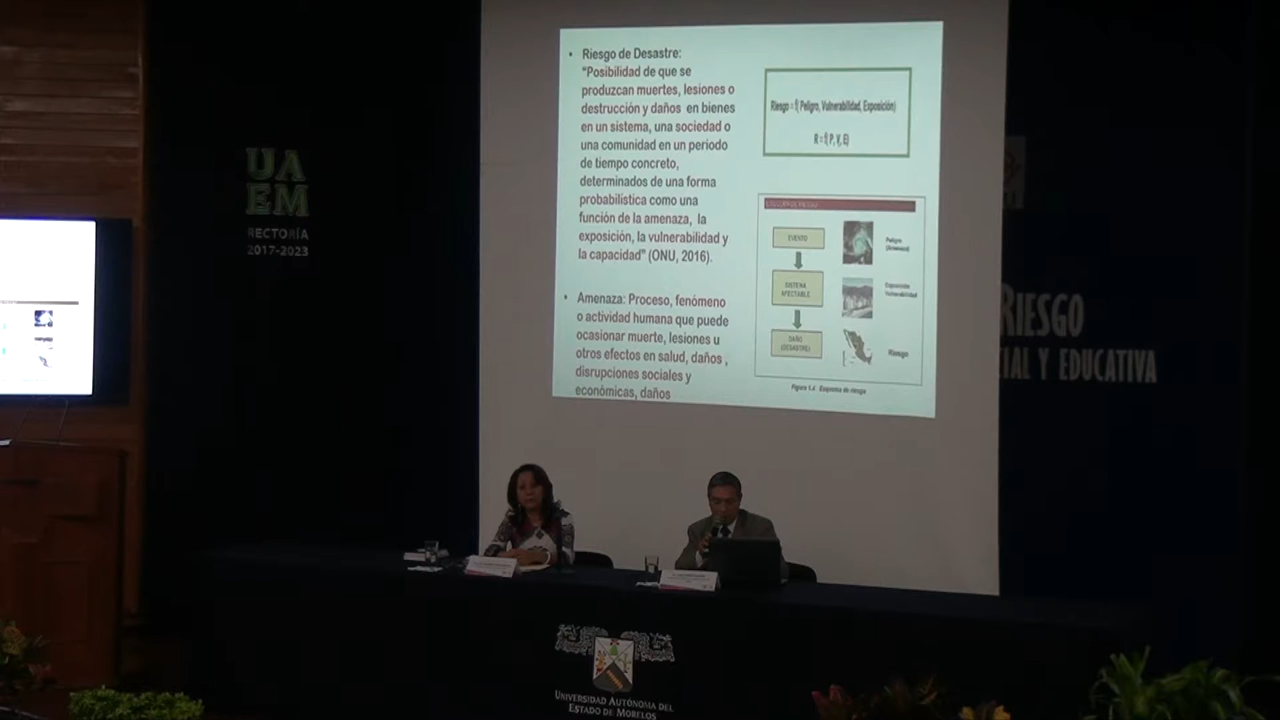 • Riesgo de Desastre:
"Posibilidad de que se
produzcan muertes, lesiones o
destrucción y daños en bienes
en un sistema, una sociedad o
una comunidad en un periodo
de tiempo concreto,
determinados de una forma
probabilística como una
función de la amenaza, la
exposición, la vulnerabilidad y
la capacidad" (ONU, 2016).
• Amenaza: Proceso, fenómeno
o actividad humana que puede
ocasionar muerte, lesiones u
otros efectos en salud, daños ,
disrupciones sociales y
económicas, daños
Riesgo = f( Peligro, Vulnerabilidad, Exposición)
R = f( P, V, E)
ESQUEMA DE RIESGO
EVENTO
Peligro
(Amenaza)
SISTEMA
AFECTABLE
Exposición
Vulnerabilidad
DAÑO
(DESASTRE)
Riesgo
Figura 1.4 Esquema de riesgo
UA
EM
RECTORÍA
2017-2023
RIESGO
IAL Y EDUCATIVA
UNIVERSIDAD AUTÓNOMA DEL
ESTADO DE MORELOS